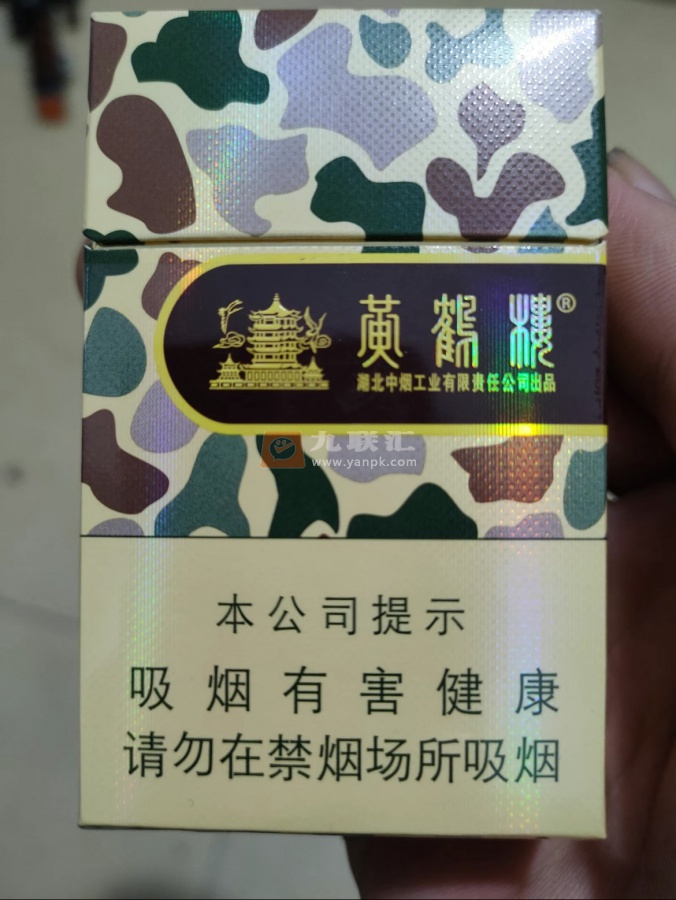 黄鹤楼®
湖北中烟工业有限责任公司出品
九联汇
www.yanpk.com
本公司提示
吸烟有害健康
请勿在禁烟场所吸烟